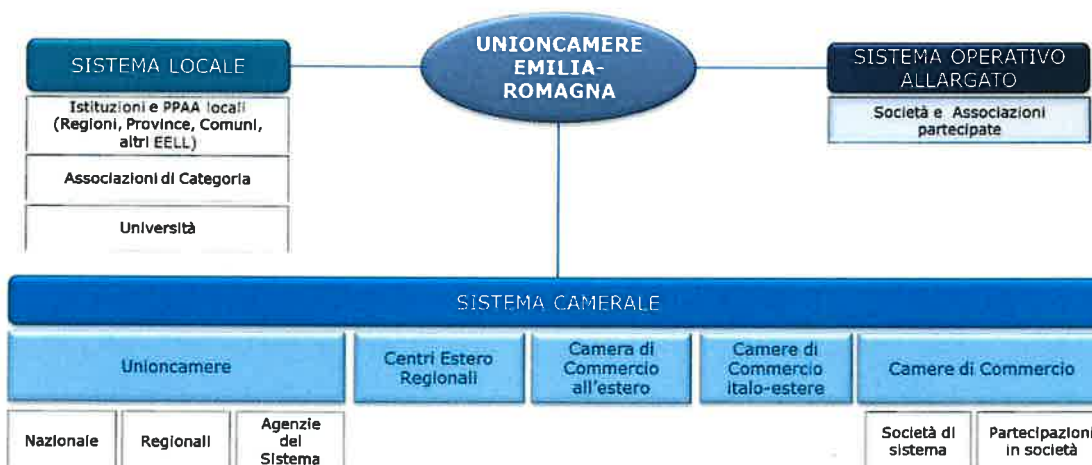 UNIONCAMERE
EMILIA-
ROMAGNA
SISTEMA LOCALE
Istituzioni e PPAA locali
(Regioni, Province, Comuni,
altri EELL)
Associazioni di Categoria
Università
SISTEMA OPERATIVO
ALLARGATO
Società e Associazioni
partecipate
SISTEMA CAMERALE
Unioncamere
Centri Estero
Regionali
Camera di
Commercio
all'estero
Camere di
Commercio
italo-estere
Camere di Commercio
Nazionale
Regionali
Agenzie
del
Sistema
Società di
sistema
Partecipazioni
in società